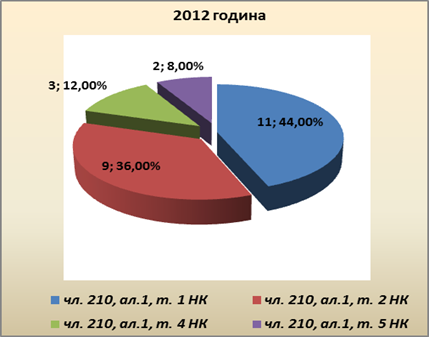 2012 година
2; 8,00%
3; 12,00%
11; 44,00%
9; 36,00%
чл. 210, ал.1, т. 1 НК чл. 210, ал.1, т. 2 НК
чл. 210, ал.1, т. 4 НК чл. 210, ал.1, т. 5 НК